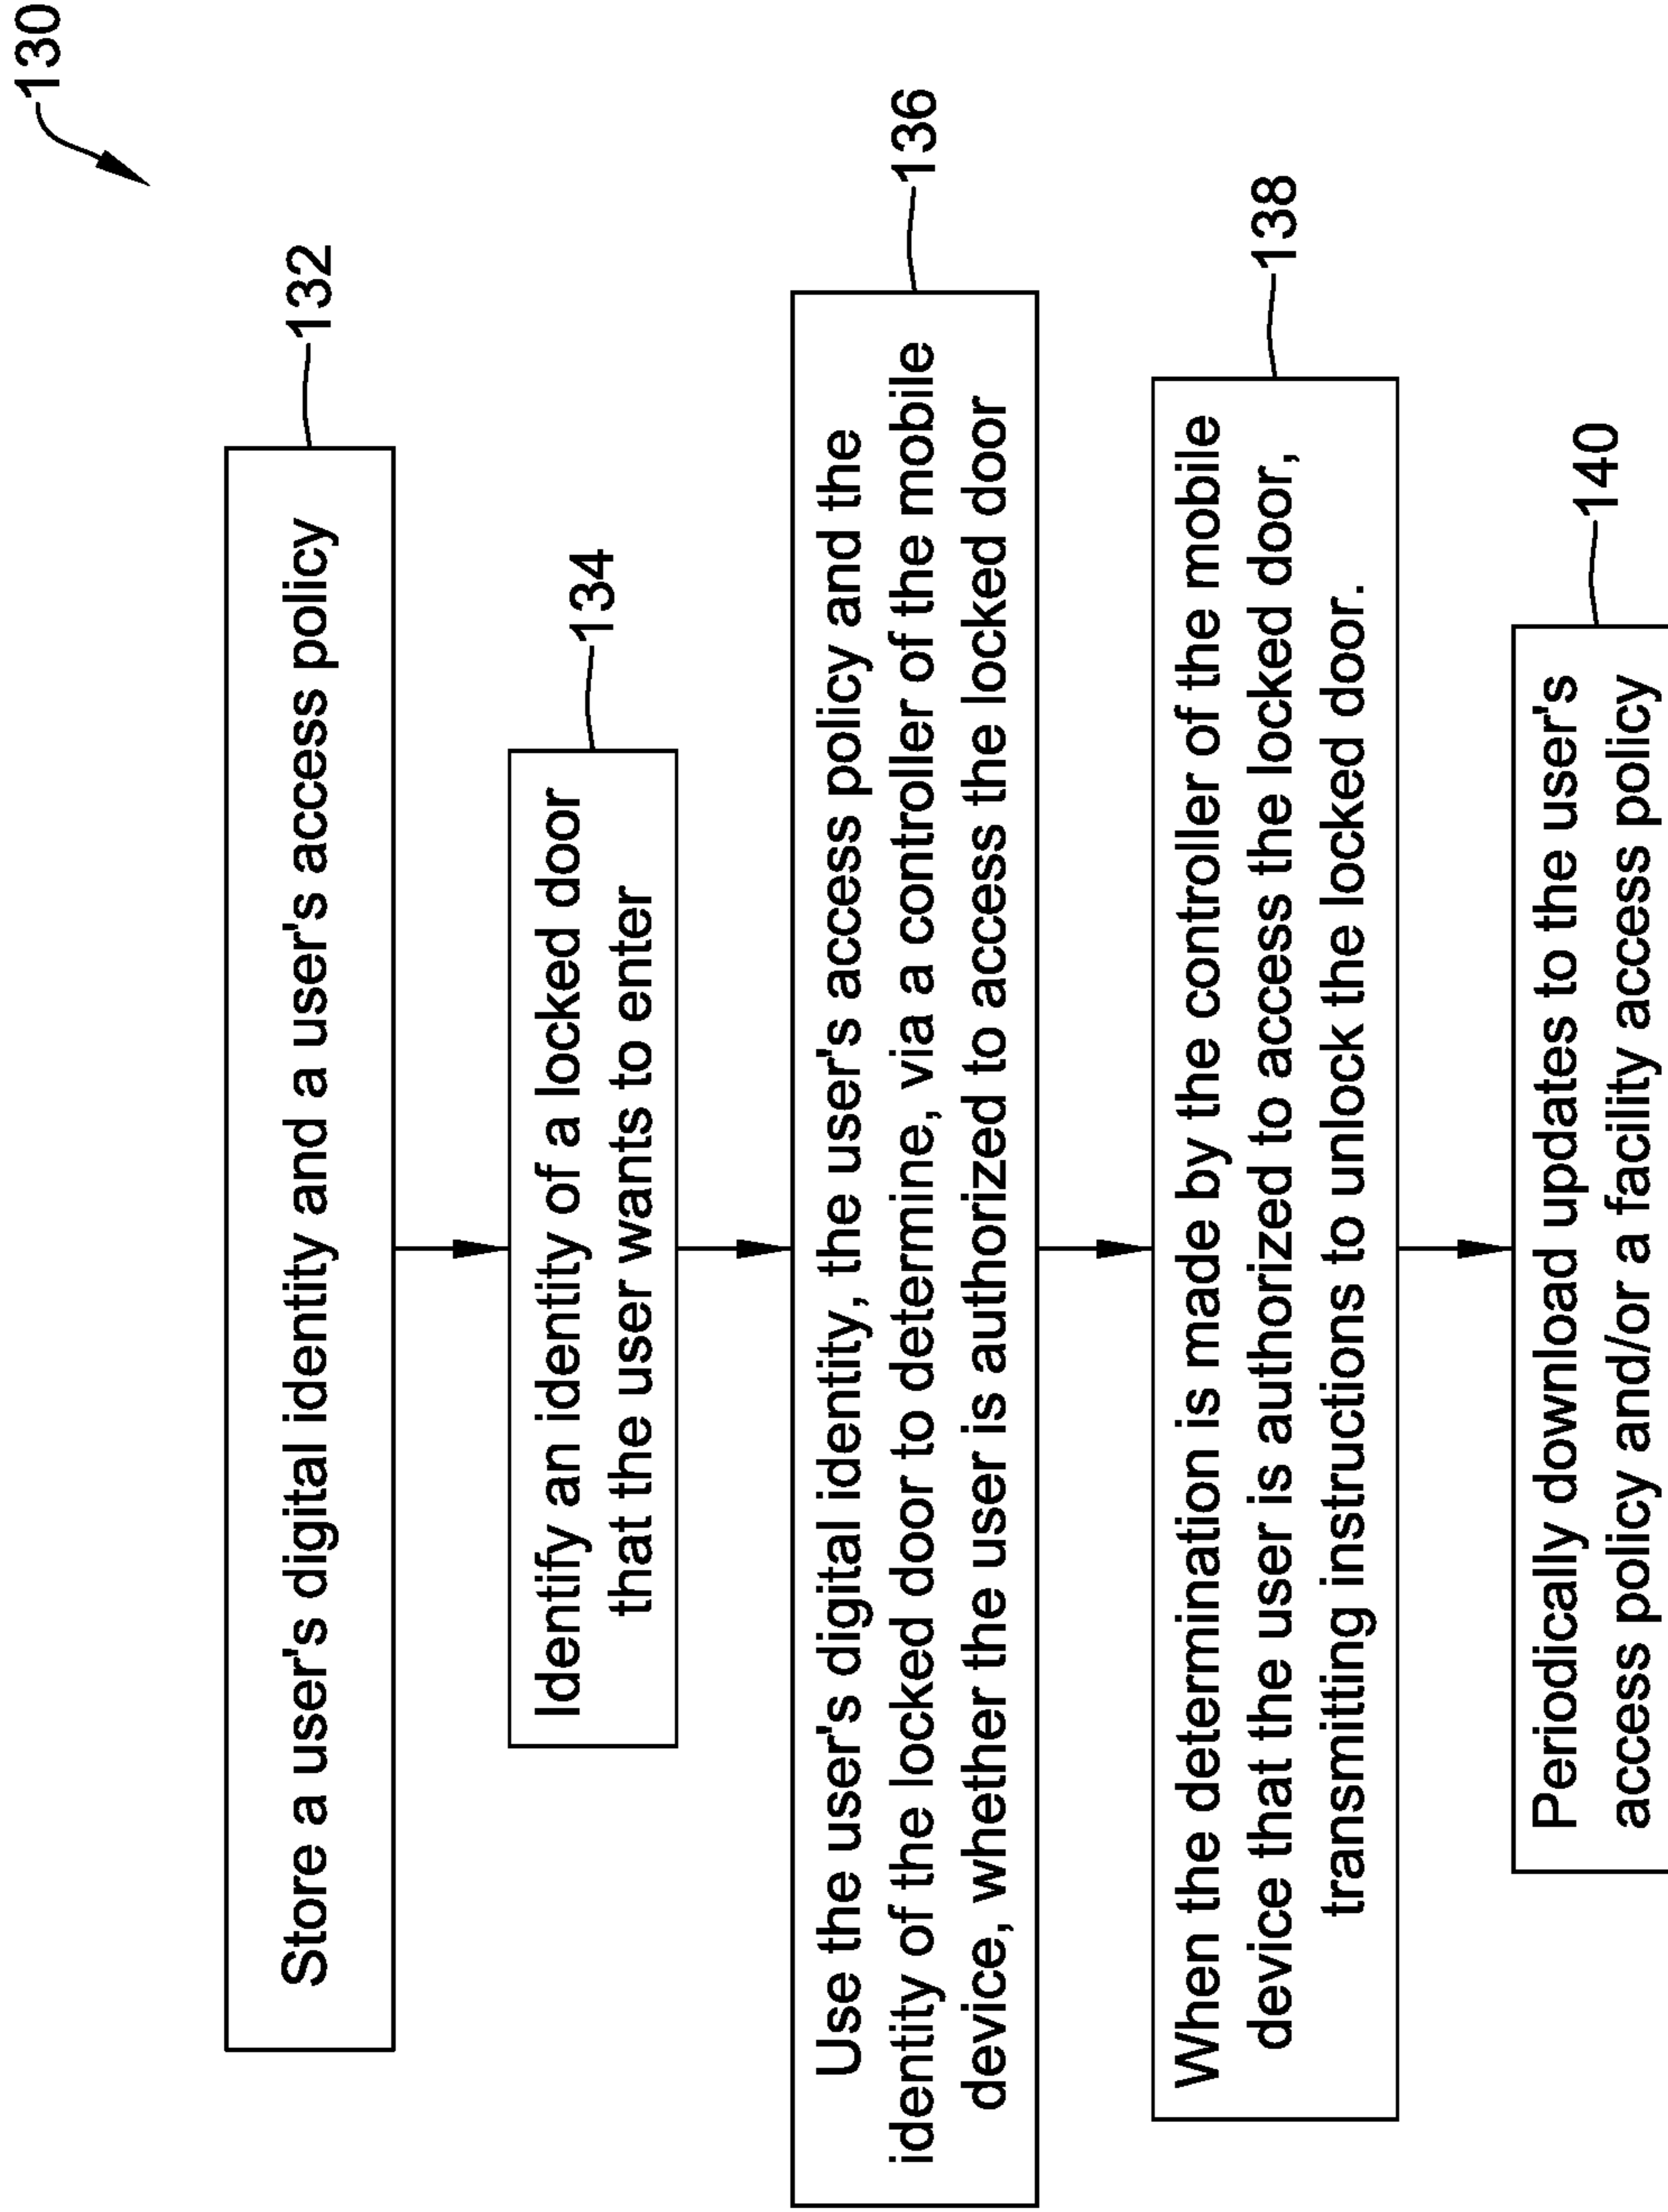 130
Store a user's digital identity and a user's access policy
132
Identify an identity of a locked door
that the user wants to enter
134
Use the user's digital identity, the user's access policy and the
identity of the locked door to determine, via a controller of the mobile
device, whether the user is authorized to access the locked door
136
When the determination is made by the controller of the mobile
device that the user is authorized to access the locked door,
transmitting instructions to unlock the locked door.
138
Periodically download updates to the user's
access policy and/or a facility access policy
140